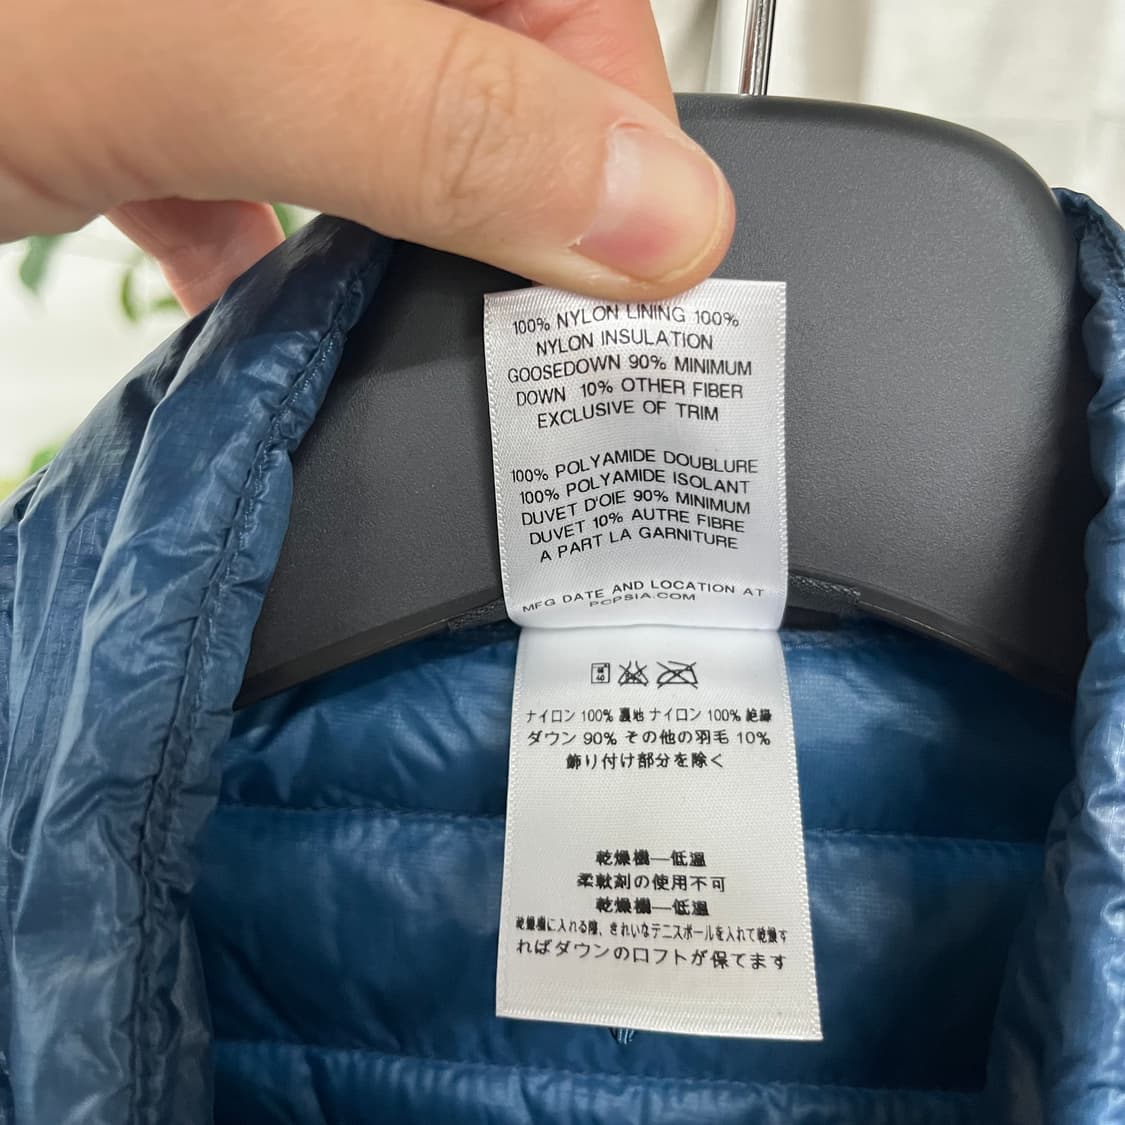 100% NYLON LINING 100%
NYLON INSULATION
GOOSEDOWN 90% MINIMUM
DOWN 10% OTHER FIBER
EXCLUSIVE OF TRIM
100% POLYAMIDE DOUBLURE
100% POLYAMIDE ISOLANT
DUVET D'OIE 90% MINIMUM
DUVET 10% AUTRE FIBRE
A PART LA GARNITURE
MFG DATE AND LOCATION AT
PCPSIA.COM
ナイロン 100% 裏地 ナイロン 100% 絶縁
ダウン 90% その他の羽毛 10%
飾り付け部分を除く
乾燥機—低温
柔軟剤の使用不可
乾燥機—低温
乾燥機に入れる際、きれいなテニスボールを入れて乾燥す
ればダウンのロフトが保てます